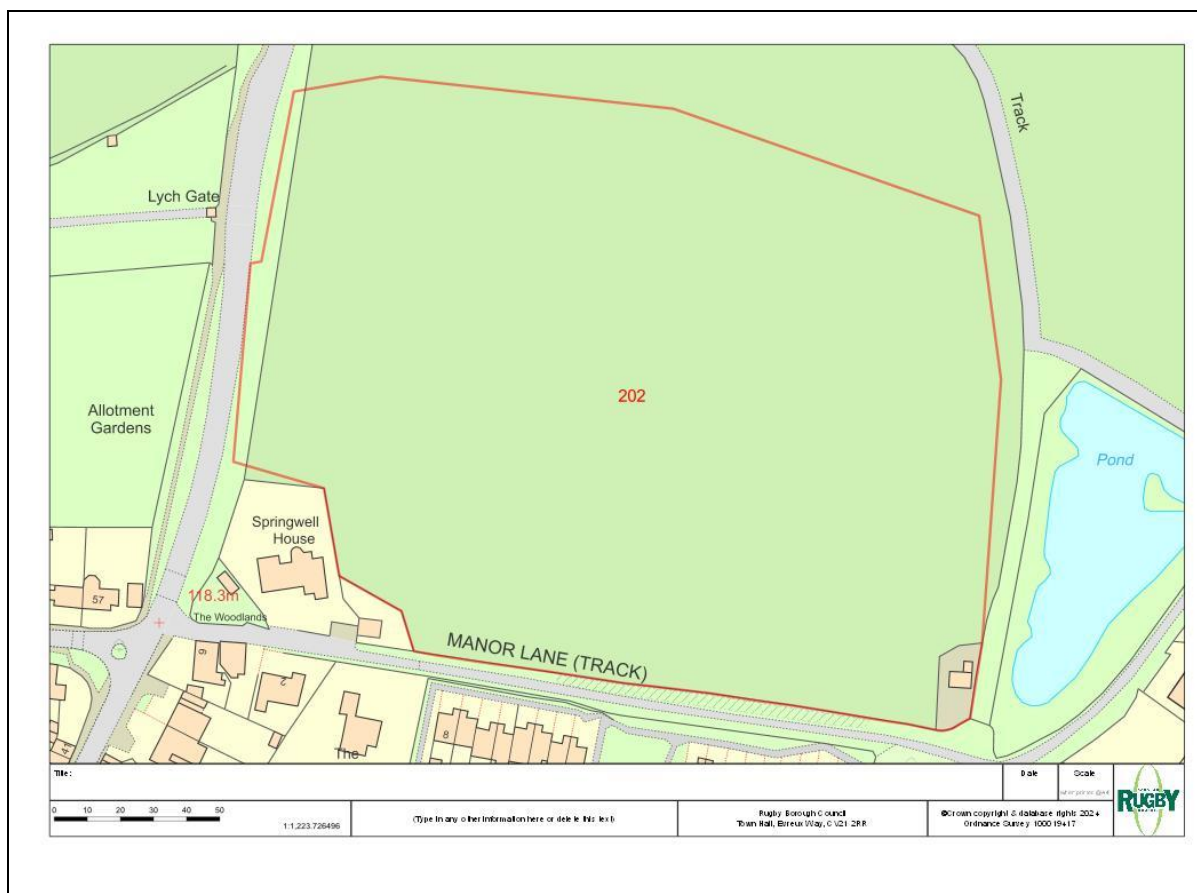 Track
Lych Gate
202
Allotment
Gardens
Pond
Springwell
House
118.3m
57
The Woodlands
MANOR LANE (TRACK)
9
2
8
41
The
Title:
Date
Scale
0 10 20 30 40 50
1:1,223.726496
(Type in any other information here or delete this text)
Rugby Borough Council
Town Hall, Evreux Way, CV21 2RR
©Crown copyright & database rights 2024
Ordnance Survey 100019417
RUGBY